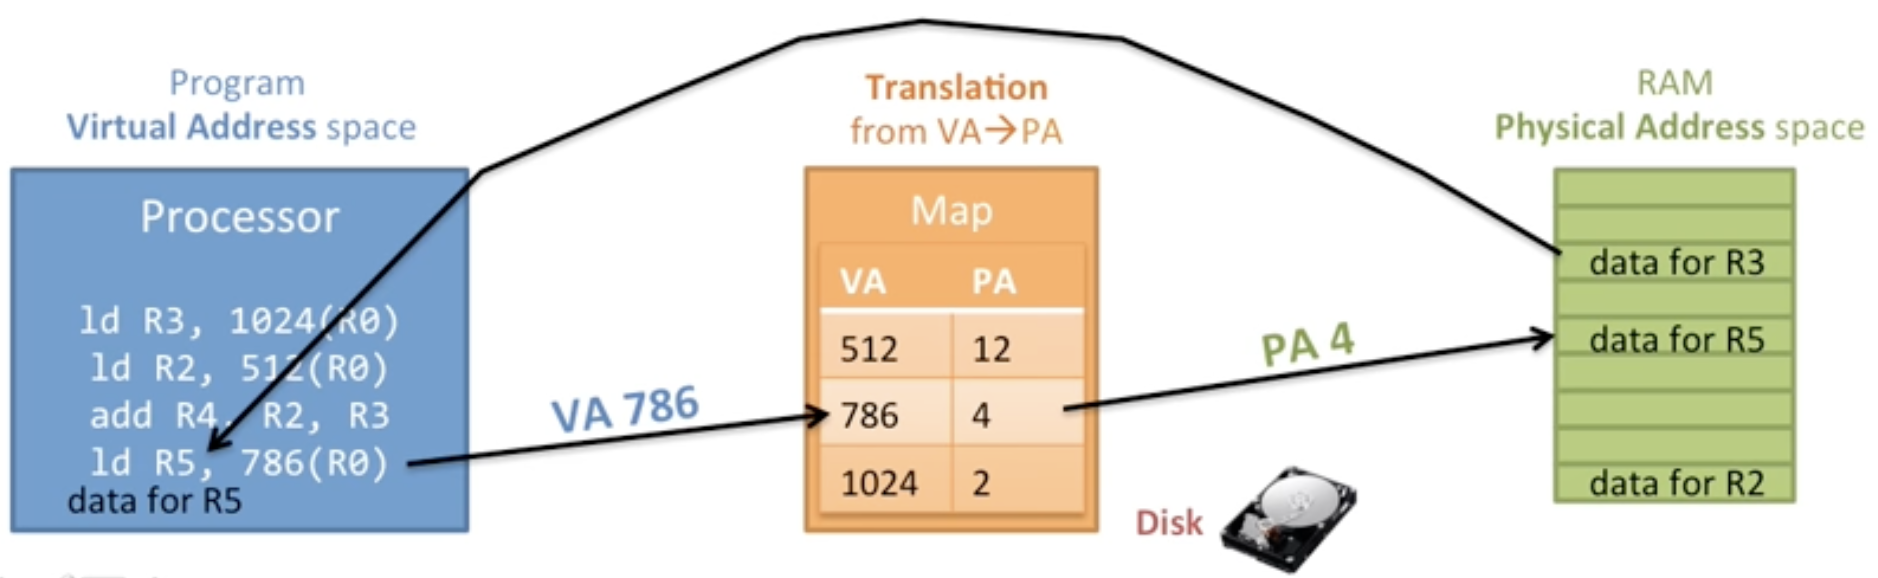 Program
Virtual Address space
Processor
ld R3, 1024(R0)
ld R2, 512(R0)
add R4, R2, R3
ld R5, 786(R0)
data for R5
VA 786
Translation
from VA→PA
Map
VA PA
512 12
786 4
1024 2
PA 4
Disk
RAM
Physical Address space
data for R3
data for R5
data for R2